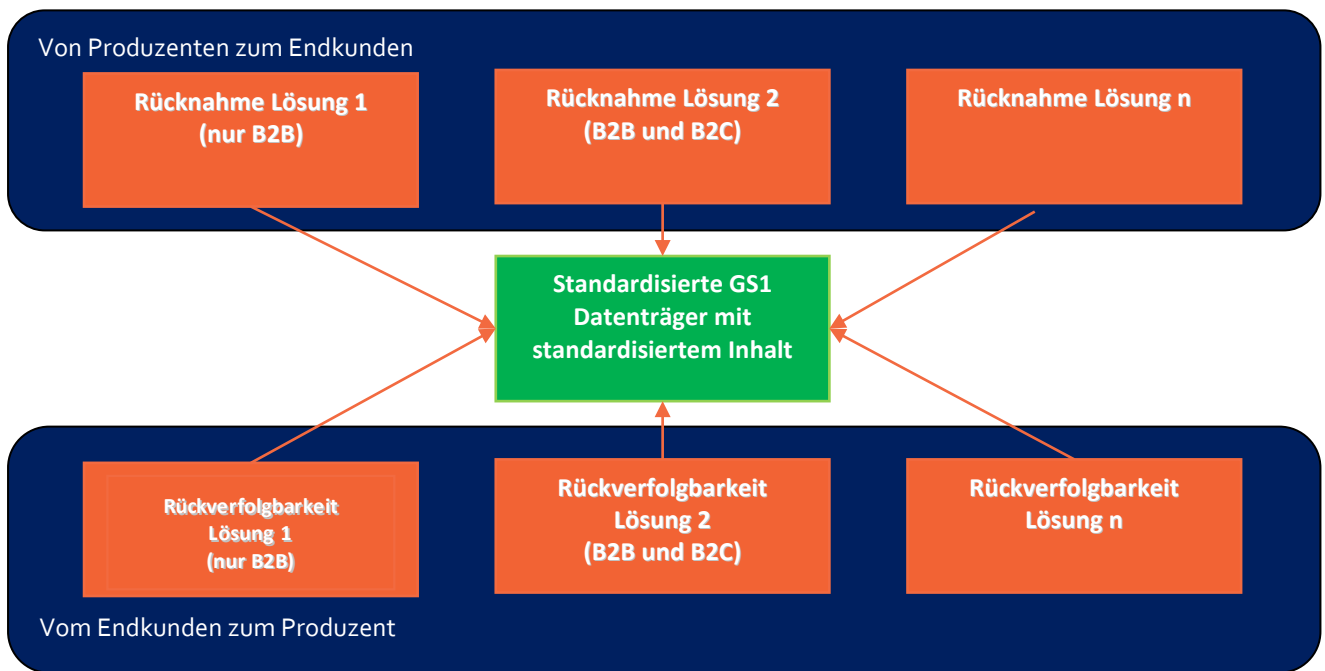 Von Produzenten zum Endkunden
Rücknahme Lösung 1
(nur B2B)
Rücknahme Lösung 2
(B2B und B2C)
Rücknahme Lösung n
Standardisierte GS1
Datenträger mit
standardisiertem Inhalt
Rückverfolgbarkeit
Lösung 1
(nur B2B)
Rückverfolgbarkeit
Lösung 2
(B2B und B2C)
Rückverfolgbarkeit
Lösung n
Vom Endkunden zum Produzent